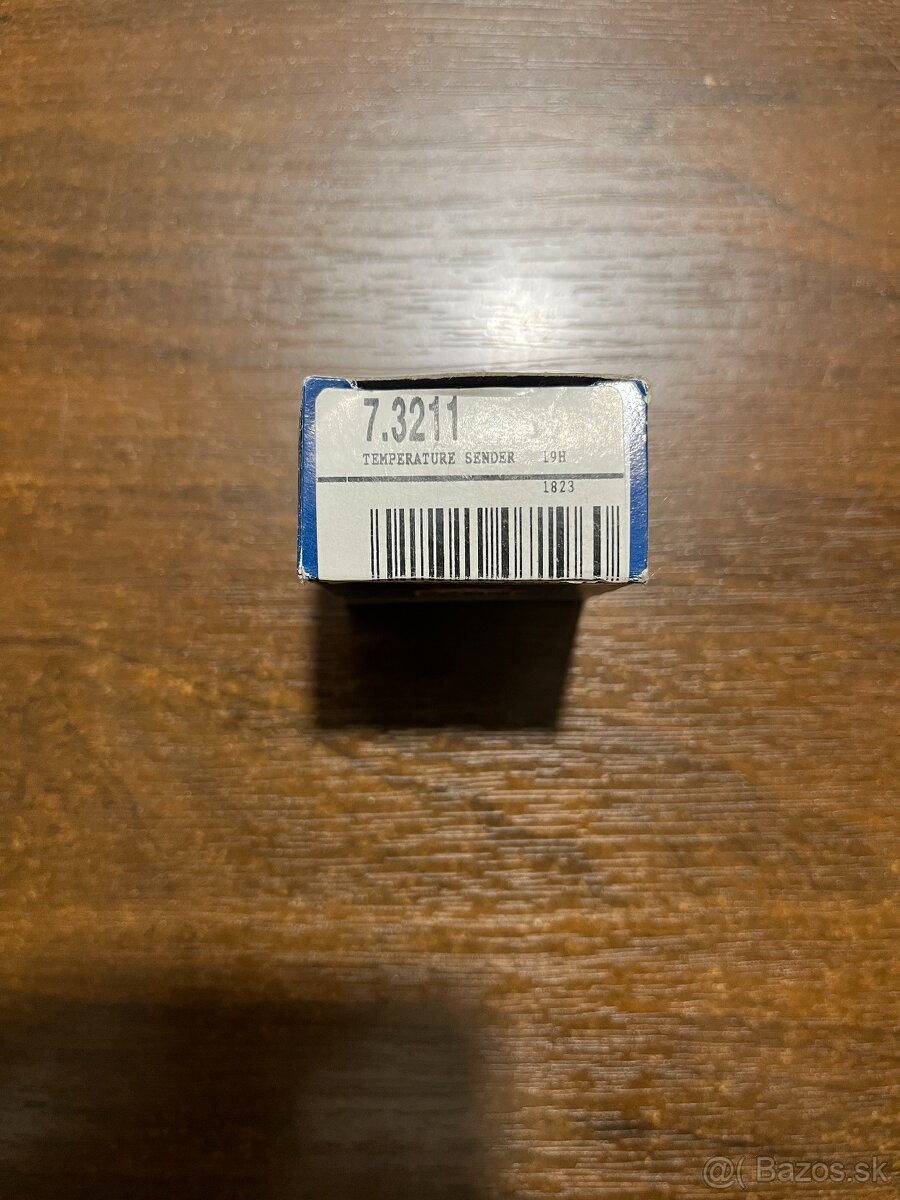 7.3211
TEMPERATURE SENDER 19H
1823
@( Bazos.sk